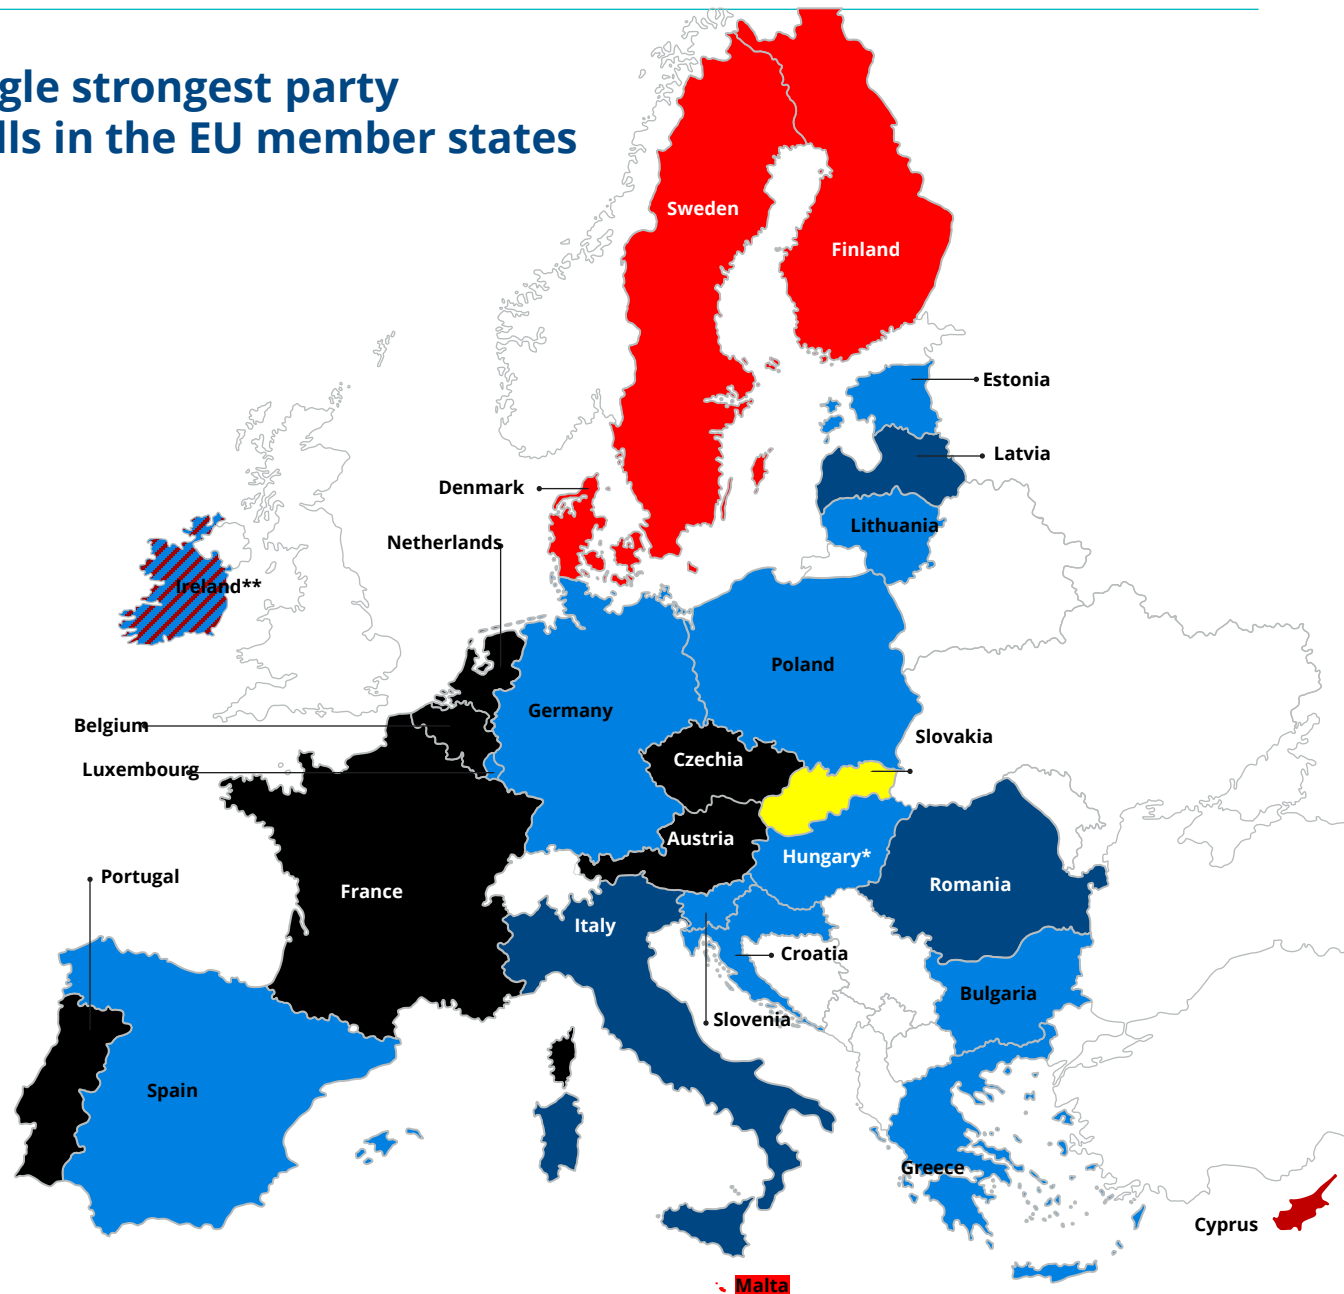 gle strongest party
lls in the EU member states
Sweden
Finland
Estonia
Latvia
Denmark
Lithuania
Netherlands
Ireland**
Poland
Germany
Belgium
Slovakia
Czechia
Luxembourg
Austria
Hungary*
Portugal
Romania
France
Italy
Croatia
Bulgaria
Slovenia
Spain
Greece
Cyprus
Malta